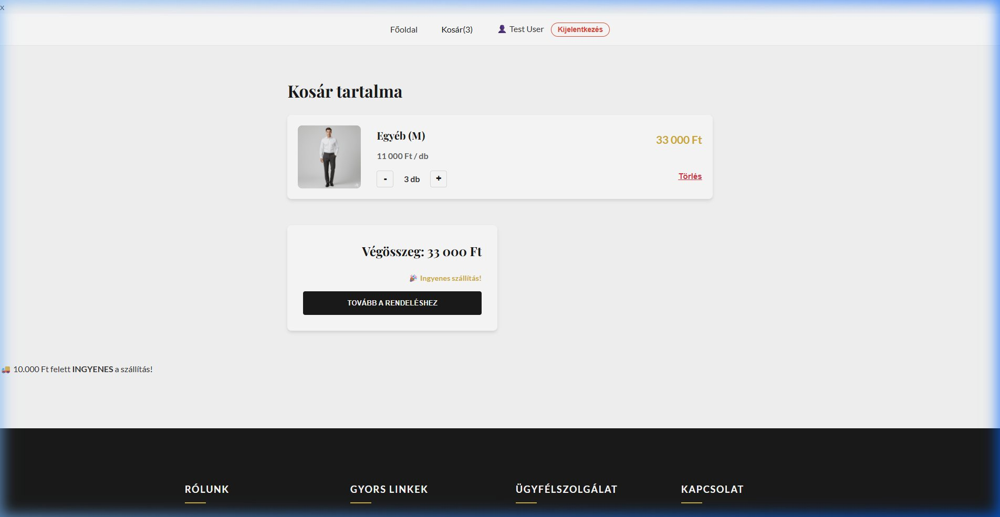 x
Főoldal Kosár(3) Test User Kijelentkezés
Kosár tartalma
Egyéb (M)
33 000 Ft
11 000 Ft / db
- 3 db +
Törlés
Végösszeg: 33 000 Ft
Ingyenes szállítás!
TOVÁBB A RENDELÉSHEZ
10.000 Ft felett INGYENES a szállítás!
RÓLUNK GYORS LINKEK ÜGYFÉLSZOLGÁLAT KAPCSOLAT